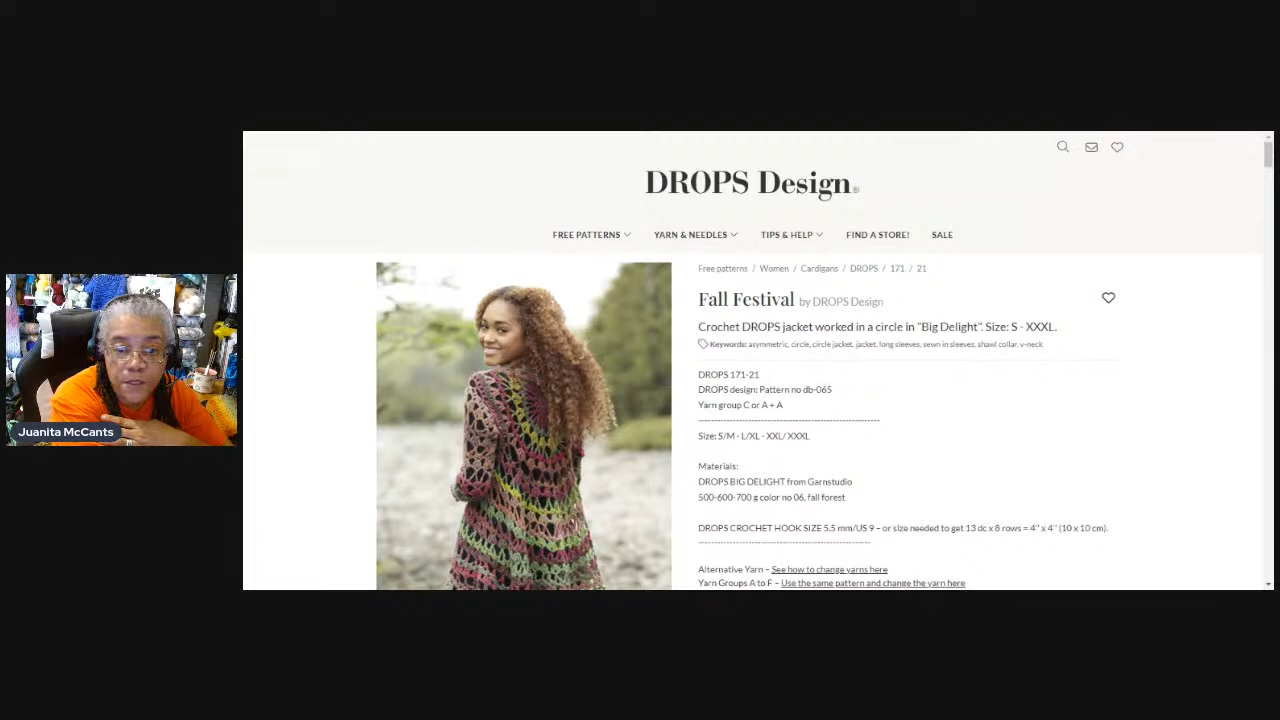 DROPS Design®
FREE PATTERNS YARN & NEEDLES TIPS & HELP FIND A STORE! SALE
Free patterns / Women / Cardigans / DROPS / 171 / 21
Fall Festival by DROPS Design
Crochet DROPS jacket worked in a circle in "Big Delight". Size: S - XXXL.
Keywords: asymmetric, circle, circle jacket, jacket, long sleeves, sewn in sleeves, shawl collar, v-neck
DROPS 171-21
DROPS design: Pattern no db-065
Yarn group C or A + A
--------------------------------------------------------
Size: S/M - L/XL - XXL/ XXXL
Materials:
DROPS BIG DELIGHT from Garnstudio
500-600-700 g color no 06, fall forest
DROPS CROCHET HOOK SIZE 5.5 mm/US 9 – or size needed to get 13 dc x 8 rows = 4'' x 4'' (10 x 10 cm).
-----------------------------------------------------
Alternative Yarn – See how to change yarns here
Yarn Groups A to F – Use the same pattern and change the yarn here
Juanita McCants